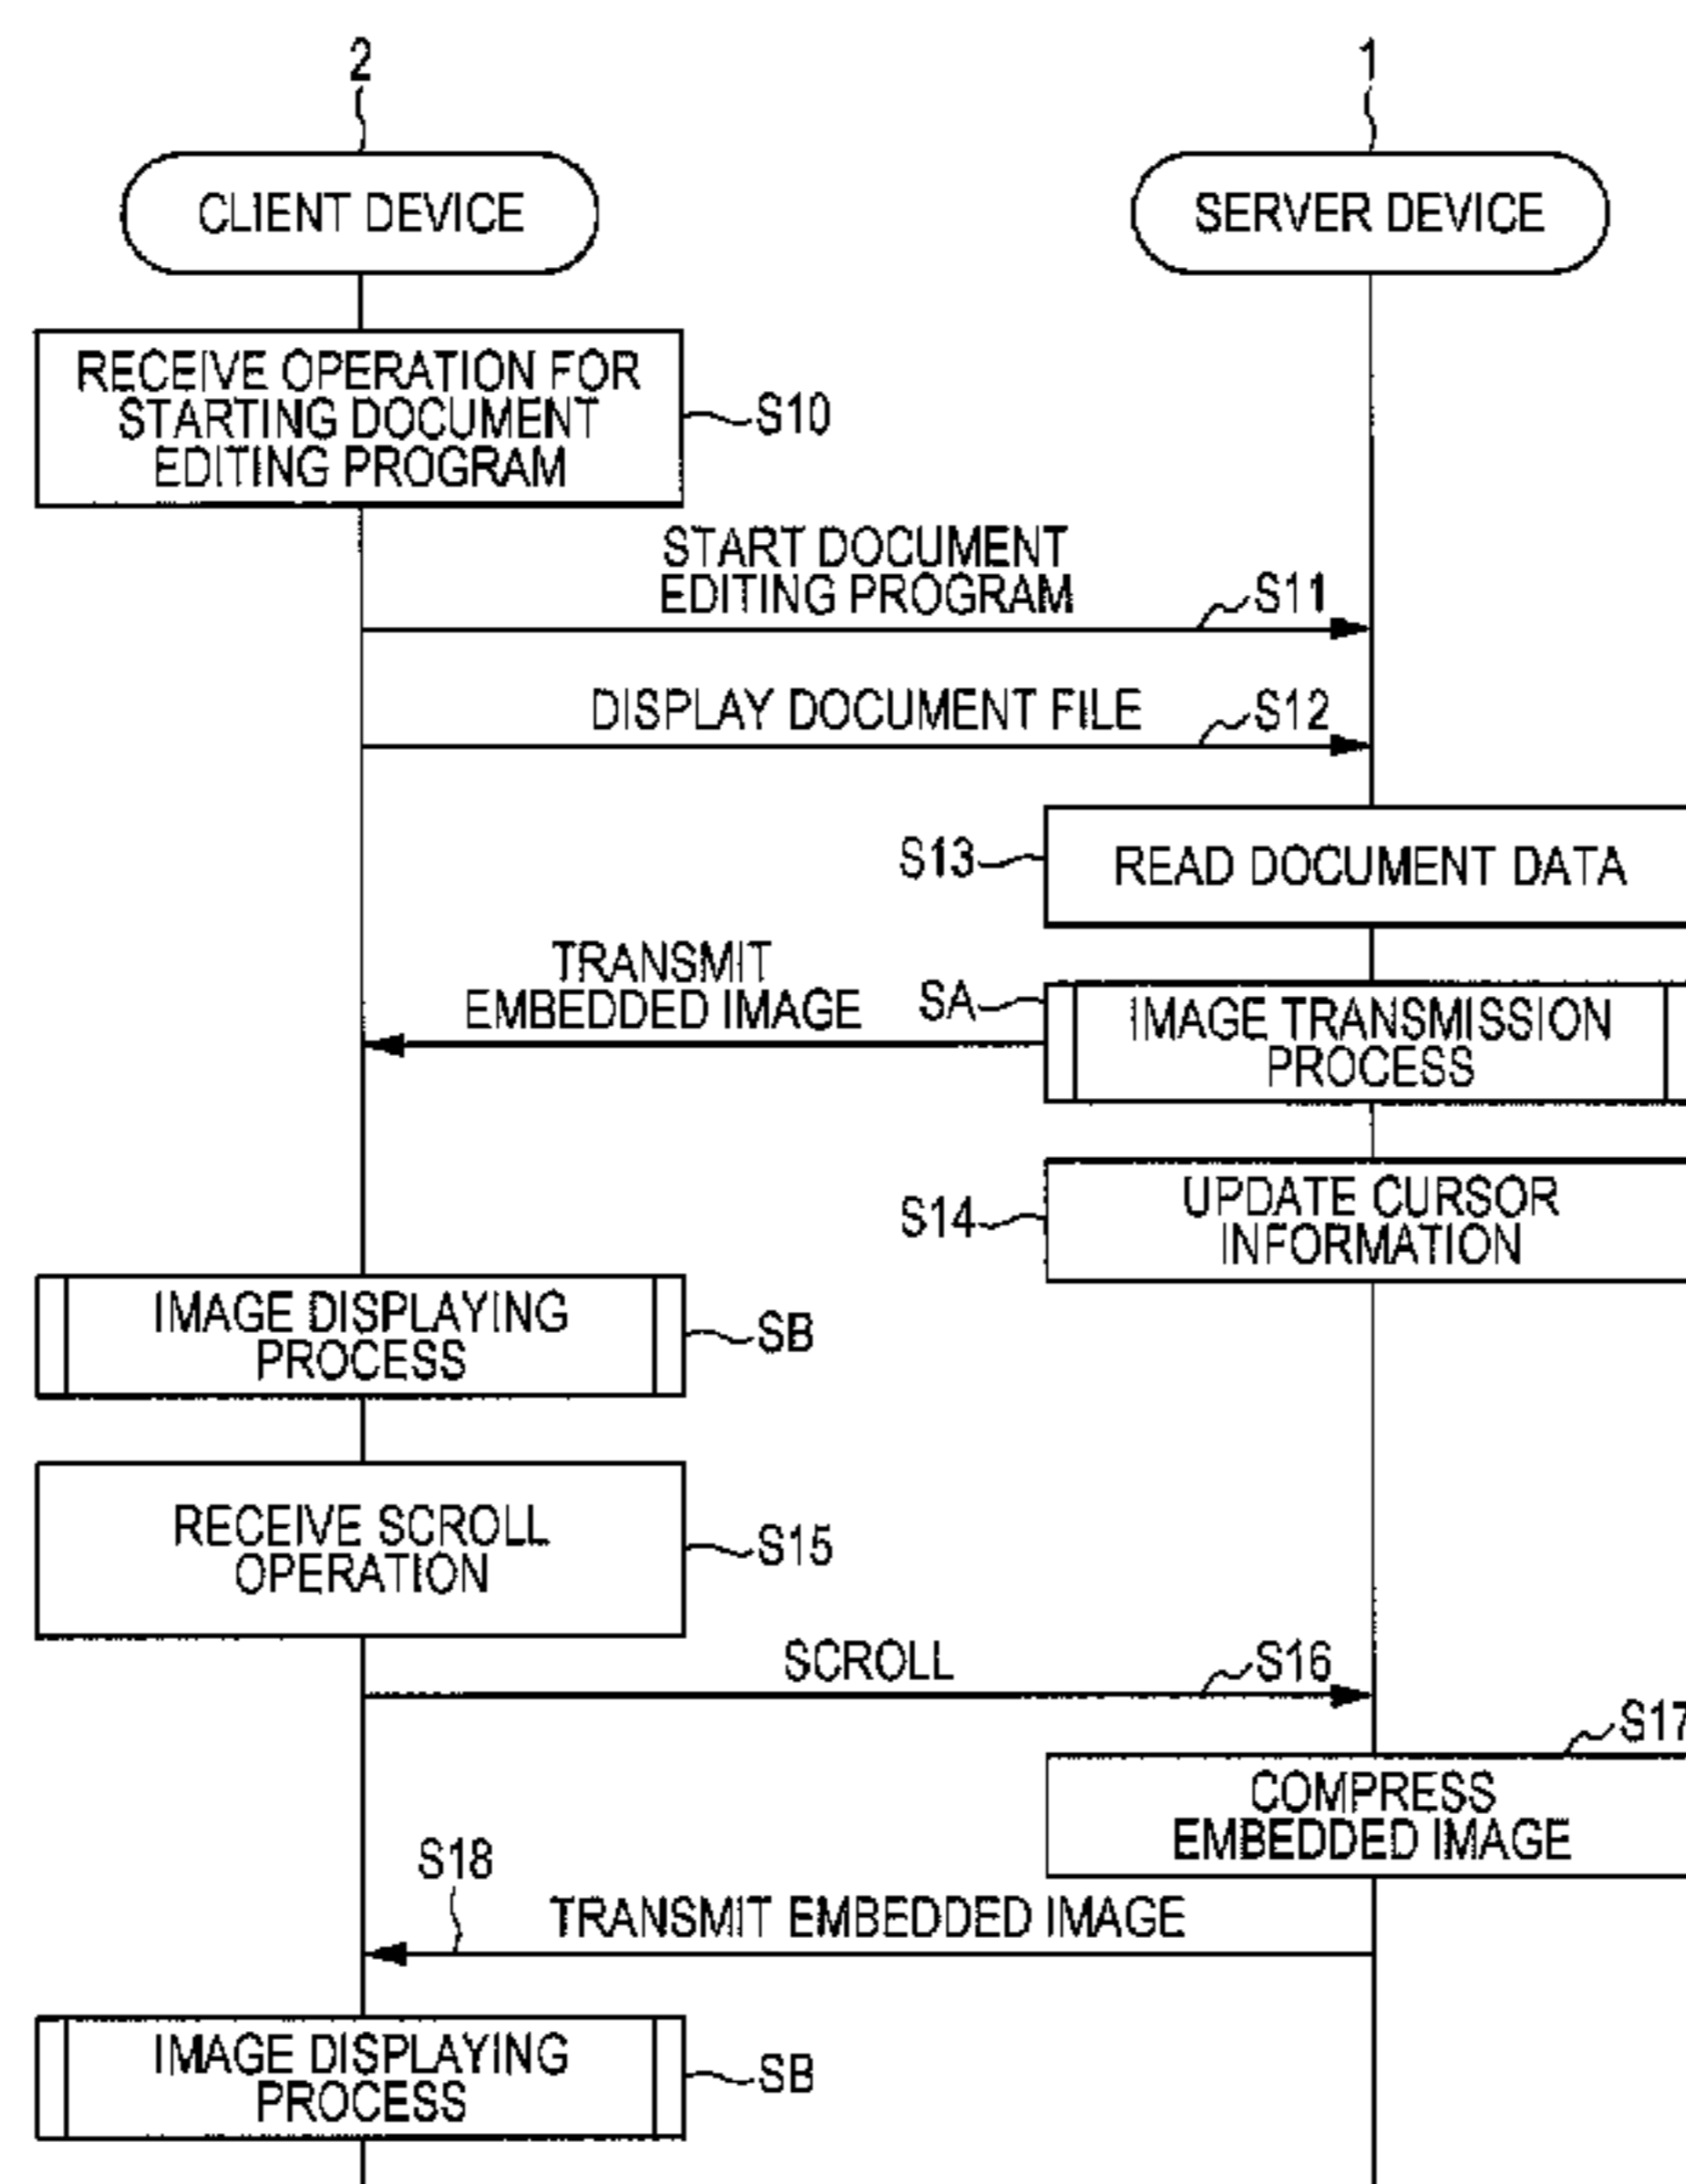 2
1
CLIENT DEVICE
SERVER DEVICE
RECEIVE OPERATION FOR
STARTING DOCUMENT
EDITING PROGRAM
S10
START DOCUMENT
EDITING PROGRAM
S11
DISPLAY DOCUMENT FILE
S12
S13
READ DOCUMENT DATA
TRANSMIT
EMBEDDED IMAGE
SA
IMAGE TRANSMISSION
PROCESS
S14
UPDATE CURSOR
INFORMATION
IMAGE DISPLAYING
PROCESS
SB
RECEIVE SCROLL
OPERATION
S15
SCROLL
S16
S17
COMPRESS
EMBEDDED IMAGE
S18
TRANSMIT EMBEDDED IMAGE
IMAGE DISPLAYING
PROCESS
SB